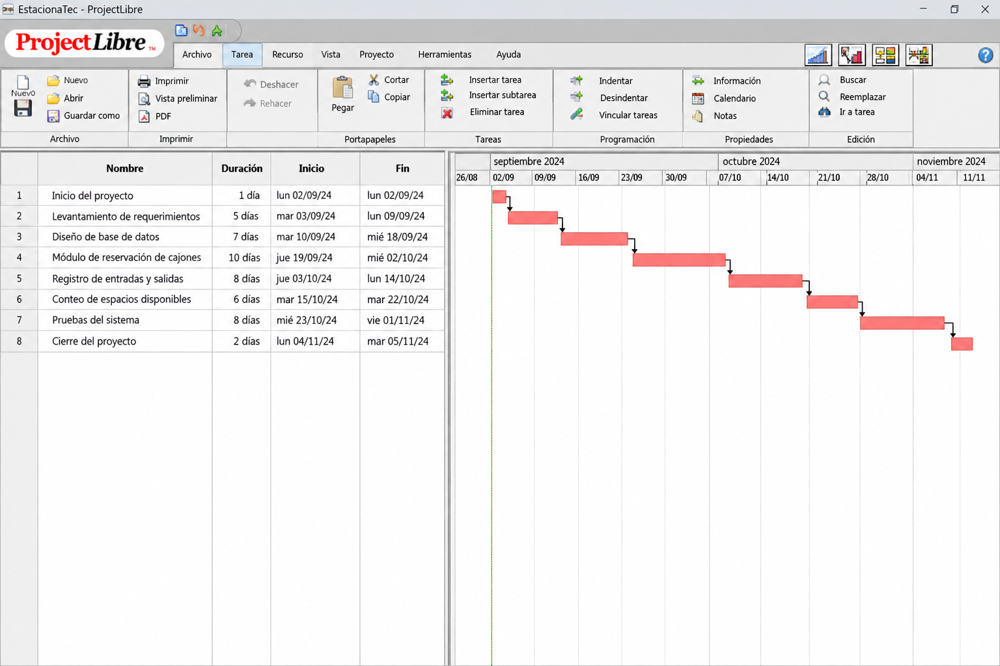 EstacionaTec - ProjectLibre
ProjectLibre TM
Archivo Tarea Recurso Vista Proyecto Herramientas Ayuda
Nuevo
Nuevo
Abrir
Guardar como
Archivo
Imprimir
Vista preliminar
PDF
Imprimir
Deshacer
Rehacer
Pegar
Cortar
Copiar
Portapapeles
Insertar tarea
Insertar subtarea
Eliminar tarea
Tareas
Indentar
Desindentar
Vincular tareas
Programación
Información
Calendario
Notas
Propiedades
Buscar
Reemplazar
Ir a tarea
Edición
Nombre Duración Inicio Fin
1 Inicio del proyecto 1 día lun 02/09/24 lun 02/09/24
2 Levantamiento de requerimientos 5 días mar 03/09/24 lun 09/09/24
3 Diseño de base de datos 7 días mar 10/09/24 mié 18/09/24
4 Módulo de reservación de cajones 10 días jue 19/09/24 mié 02/10/24
5 Registro de entradas y salidas 8 días jue 03/10/24 lun 14/10/24
6 Conteo de espacios disponibles 6 días mar 15/10/24 mar 22/10/24
7 Pruebas del sistema 8 días mié 23/10/24 vie 01/11/24
8 Cierre del proyecto 2 días lun 04/11/24 mar 05/11/24
septiembre 2024 octubre 2024 noviembre 2024
26/08 02/09 09/09 16/09 23/09 30/09 07/10 14/10 21/10 28/10 04/11 11/11